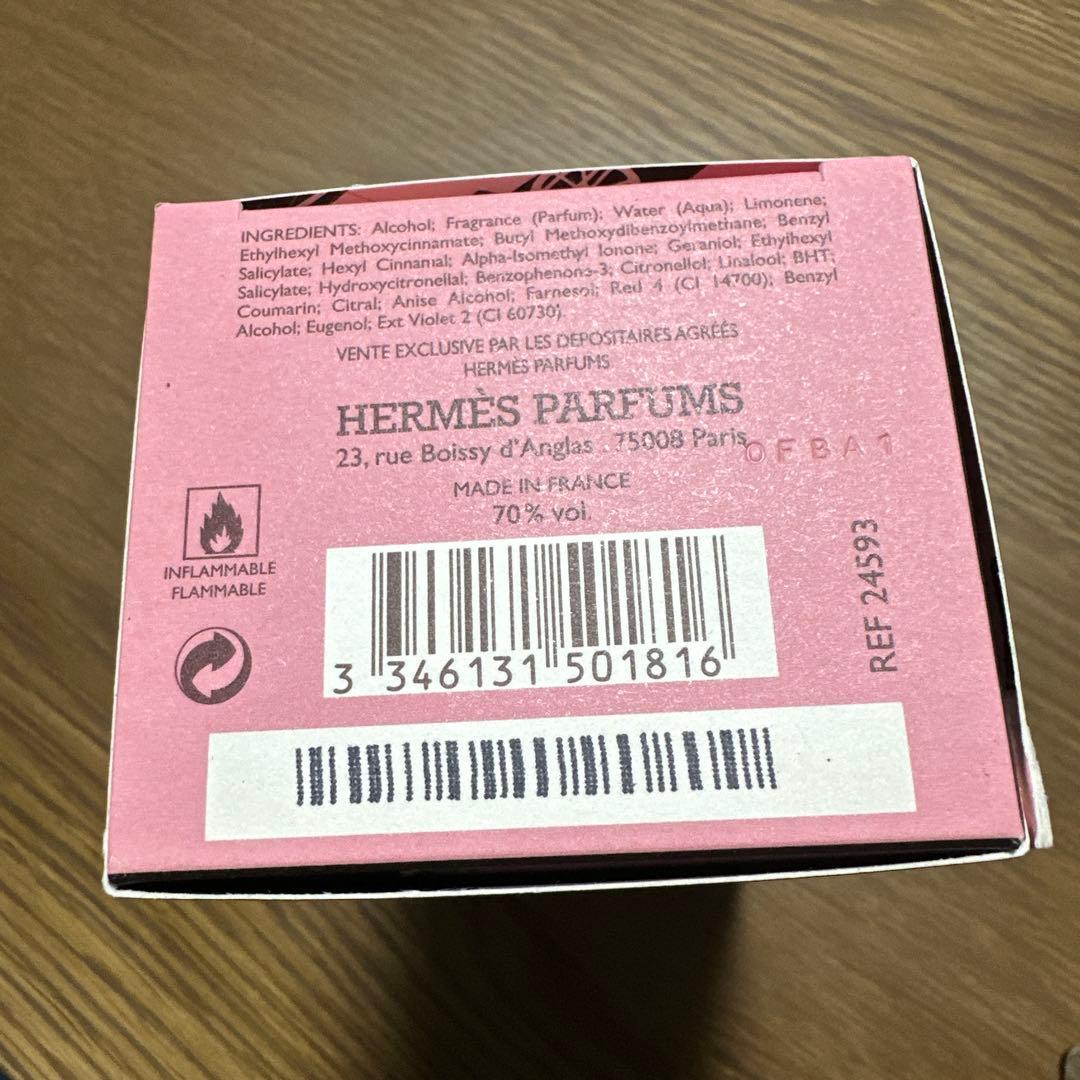 INGREDIENTS: Alcohol; Fragrance (Parfum); Water (Aqua); Limonene;
Ethylhexyl Methoxycinnamate; Butyl Methoxydibenzoylmethane; Benzyl
Salicylate; Hexyl Cinnamal; Alpha-Isomethyl Ionone; Geraniol; Ethylhexyl
Salicylate; Hydroxycitronellal; Benzophenone-3; Citronellol; Linalool; BHT;
Coumarin; Citral; Anise Alcohol; Farnesol; Red 4 (CI 14700); Benzyl
Alcohol; Eugenol; Ext Violet 2 (CI 60730).
VENTE EXCLUSIVE PAR LES DEPOSITAIRES AGRÉÉS
HERMÈS PARFUMS
HERMÈS PARFUMS
23, rue Boissy d'Anglas . 75008 Paris
OFBA1
MADE IN FRANCE
70% vol.
INFLAMMABLE
FLAMMABLE
REF 24593
3 346131 501816